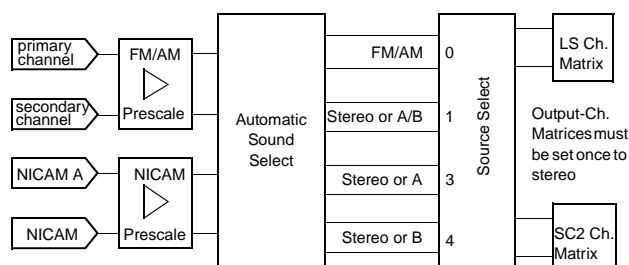 primary
channel
secondary
channel
NICAM A
NICAM
FM/AM
Prescale
NICAM
Prescale
Automatic
Sound
Select
FM/AM
Stereo or A/B
Stereo or A
Stereo or B
0
1
3
4
Source Select
LS Ch.
Matrix
Output-Ch.
Matrices must
be set once to
stereo
SC2 Ch.
Matrix